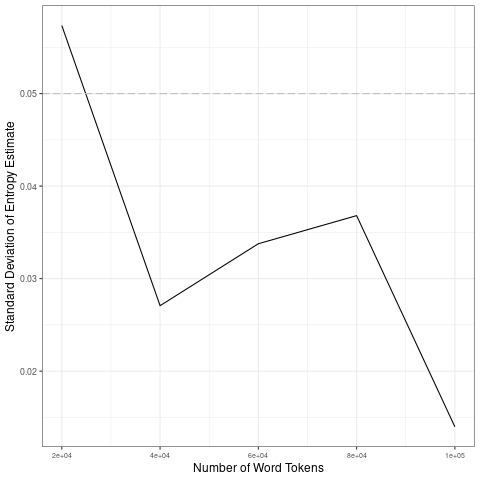 Standard Deviation of Entropy Estimate
0.05
0.04
0.03
0.02
2e+04 4e+04 6e+04 8e+04 1e+05
Number of Word Tokens